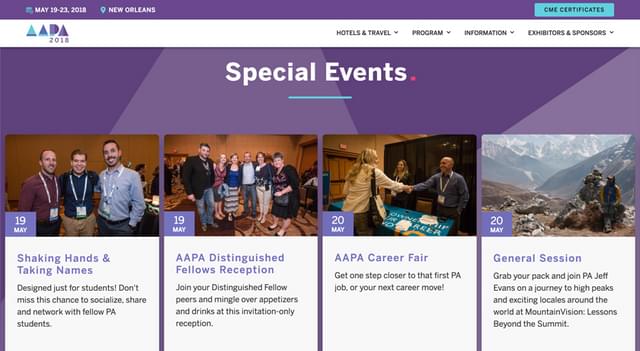 MAY 19-23, 2018
NEW ORLEANS
CME CERTIFICATES
AAPA
2018
HOTELS & TRAVEL
PROGRAM
INFORMATION
EXHIBITORS & SPONSORS
Special Events.
19
MAY
19
MAY
OWNERSHIP
OF YOUR
20
MAY
20
MAY
Shaking Hands &
Taking Names
Designed just for students! Don't
miss this chance to socialize, share
and network with fellow PA
students.
AAPA Distinguished
Fellows Reception
Join your Distinguished Fellow
peers and mingle over appetizers
and drinks at this invitation-only
reception.
AAPA Career Fair
Get one step closer to that first PA
job, or your next career move!
General Session
Grab your pack and join PA Jeff
Evans on a journey to high peaks
and exciting locales around the
world at MountainVision: Lessons
Beyond the Summit.